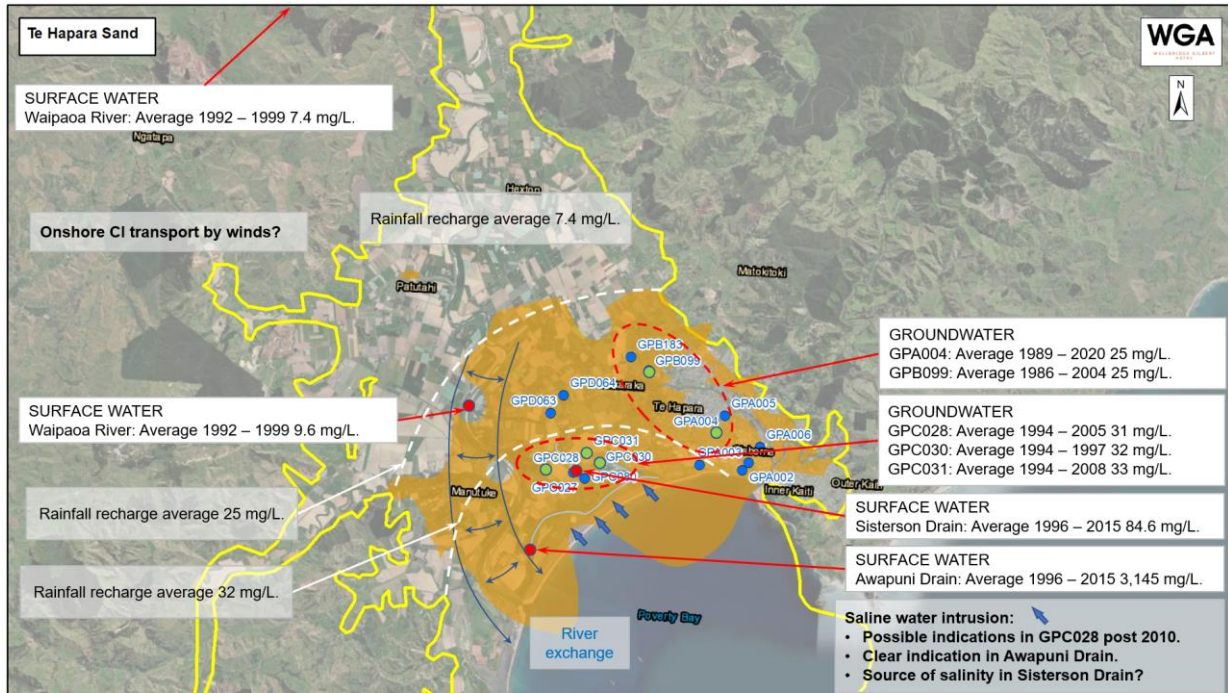 Te Hapara Sand
WGA
WALLBRIDGE GILBERT
AZTEC
N
SURFACE WATER
Waipaoa River: Average 1992 – 1999 7.4 mg/L.
Ngatapa
Hexton
Rainfall recharge average 7.4 mg/L.
Onshore Cl transport by winds?
Matokitoki
Patutahi
GROUNDWATER
GPA004: Average 1989 – 2020 25 mg/L.
GPB099: Average 1986 – 2004 25 mg/L.
GPB183
GPB099
GPD064
GPD063
Te Hapara
GPA005
GPA004
SURFACE WATER
Waipaoa River: Average 1992 – 1999 9.6 mg/L.
GROUNDWATER
GPC028: Average 1994 – 2005 31 mg/L.
GPC030: Average 1994 – 1997 32 mg/L.
GPC031: Average 1994 – 2008 33 mg/L.
GPA006
GPC031
GPC028
GPC030
GPA003
GPA002
GPC027
GPC080
Manutuke
Inner Kaiti
Outer Kaiti
Rainfall recharge average 25 mg/L.
SURFACE WATER
Sisterson Drain: Average 1996 – 2015 84.6 mg/L.
SURFACE WATER
Awapuni Drain: Average 1996 – 2015 3,145 mg/L.
Rainfall recharge average 32 mg/L.
Poverty Bay
River
exchange
Saline water intrusion:
• Possible indications in GPC028 post 2010.
• Clear indication in Awapuni Drain.
• Source of salinity in Sisterson Drain?